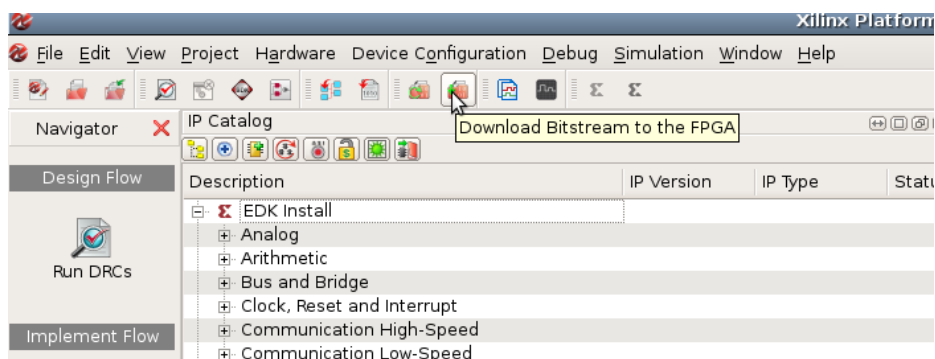 Xilinx Platform
File Edit View Project Hardware Device Configuration Debug Simulation Window Help
Navigator
IP Catalog
Download Bitstream to the FPGA
Design Flow
Description IP Version IP Type Statu
EDK Install
Analog
Arithmetic
Run DRCs
Bus and Bridge
Clock, Reset and Interrupt
Implement Flow
Communication High-Speed
Communication Low-Speed